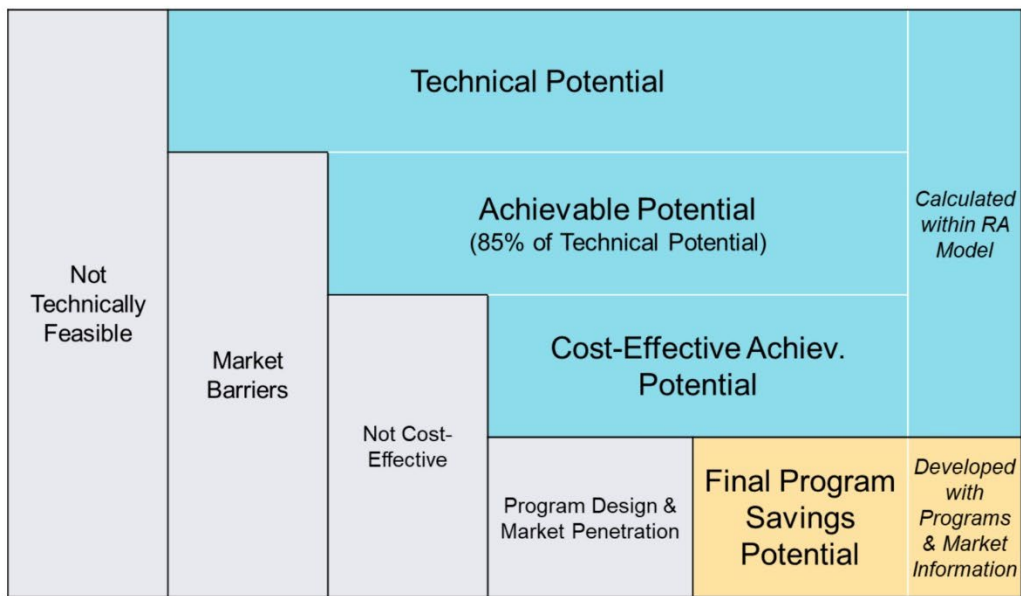 Technical Potential
Achievable Potential
(85% of Technical Potential)
Calculated
within RA
Model
Not
Technically
Feasible
Market
Barriers
Cost-Effective Achiev.
Potential
Not Cost-
Effective
Program Design &
Market Penetration
Final Program
Savings
Potential
Developed
with
Programs
& Market
Information